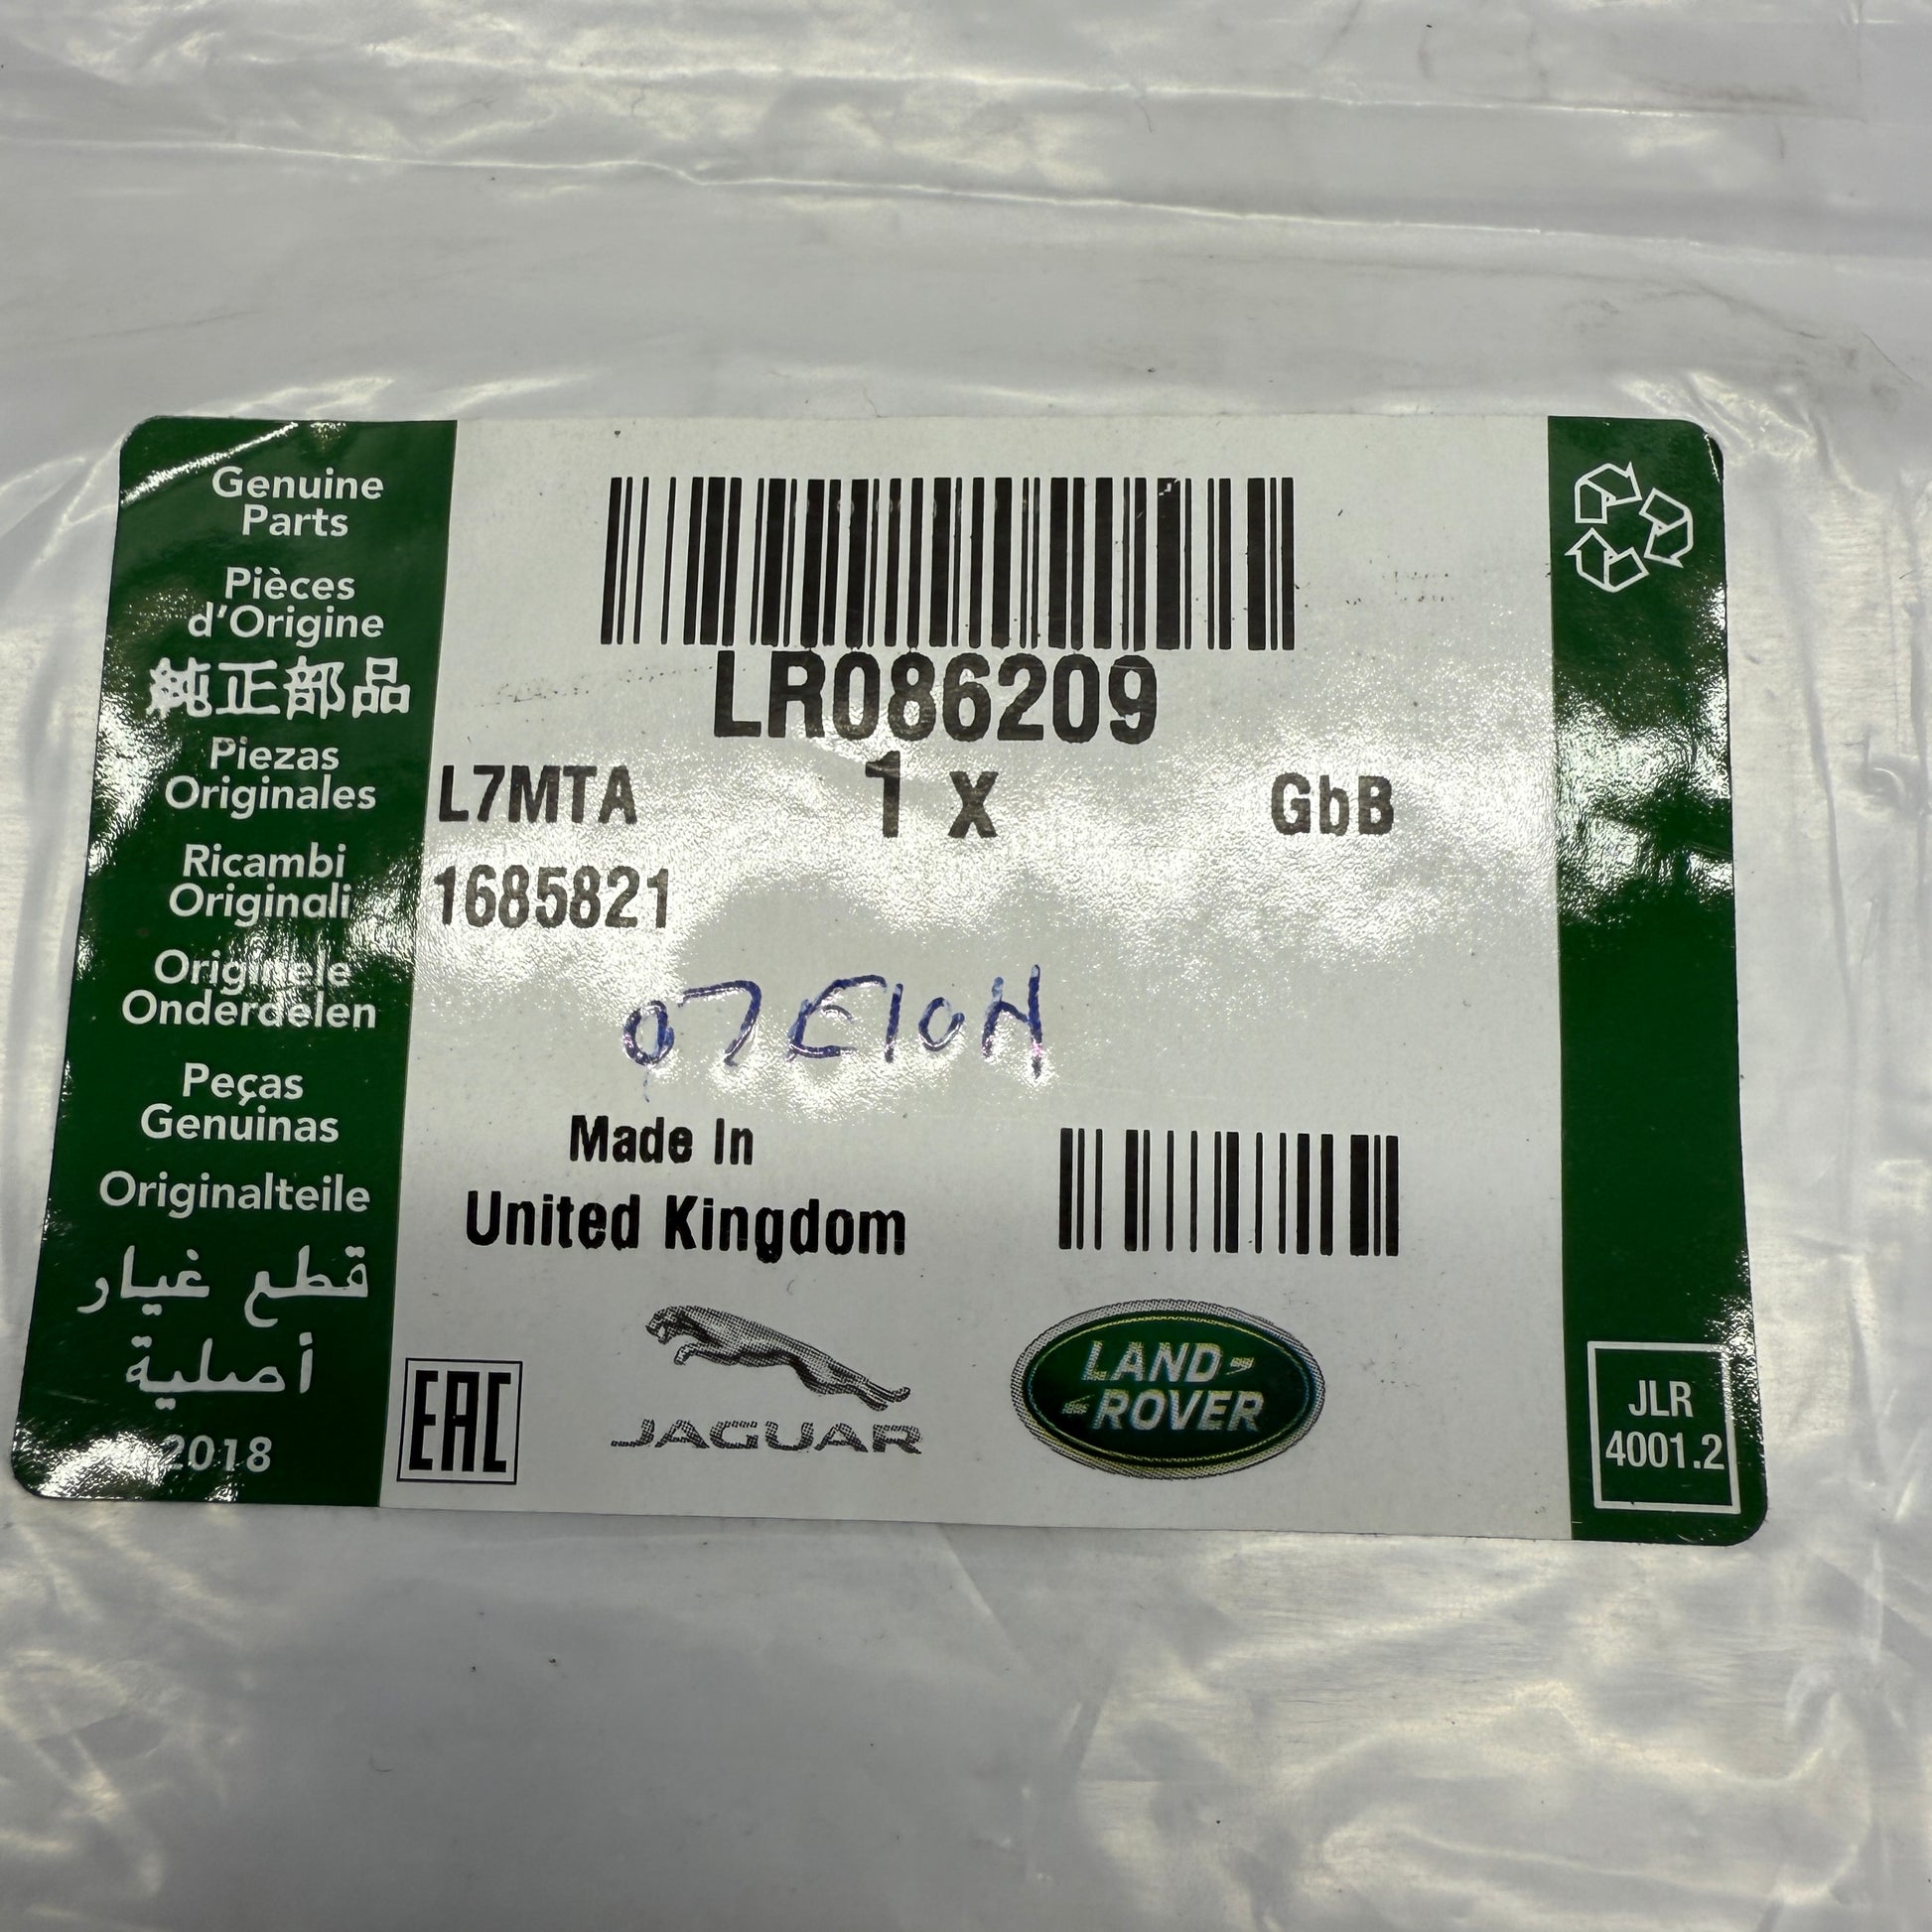 Genuine
Parts
Pièces
d'Origine
純正部品
Piezas
Originales
Ricambi
Originali
Originele
Onderdelen
Peças
Genuinas
Originalteile
قطع غيار
أصلية
2018
LR086209
L7MTA 1 x GbB
1685821
07E10H
Made In
United Kingdom
EAC
JAGUAR
LAND-
ROVER
JLR
4001.2